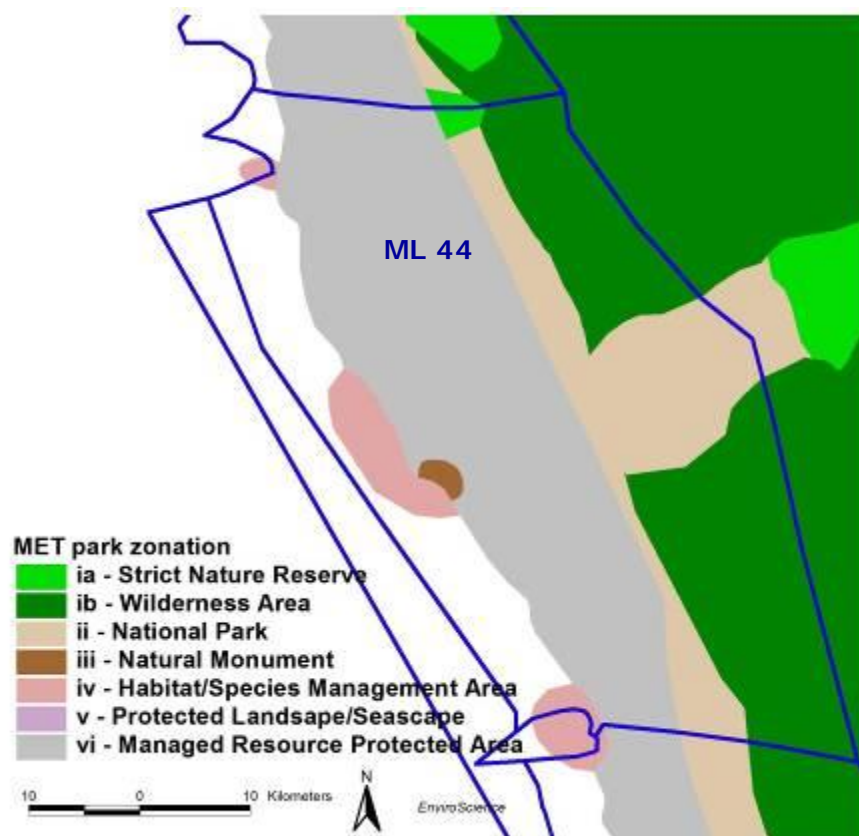 ML 44
MET park zonation
ia - Strict Nature Reserve
ib - Wilderness Area
ii - National Park
iii - Natural Monument
iv - Habitat/Species Management Area
v - Protected Landsape/Seascape
vi - Managed Resource Protected Area
N
10 0 10 Kilometers
EnviroScience